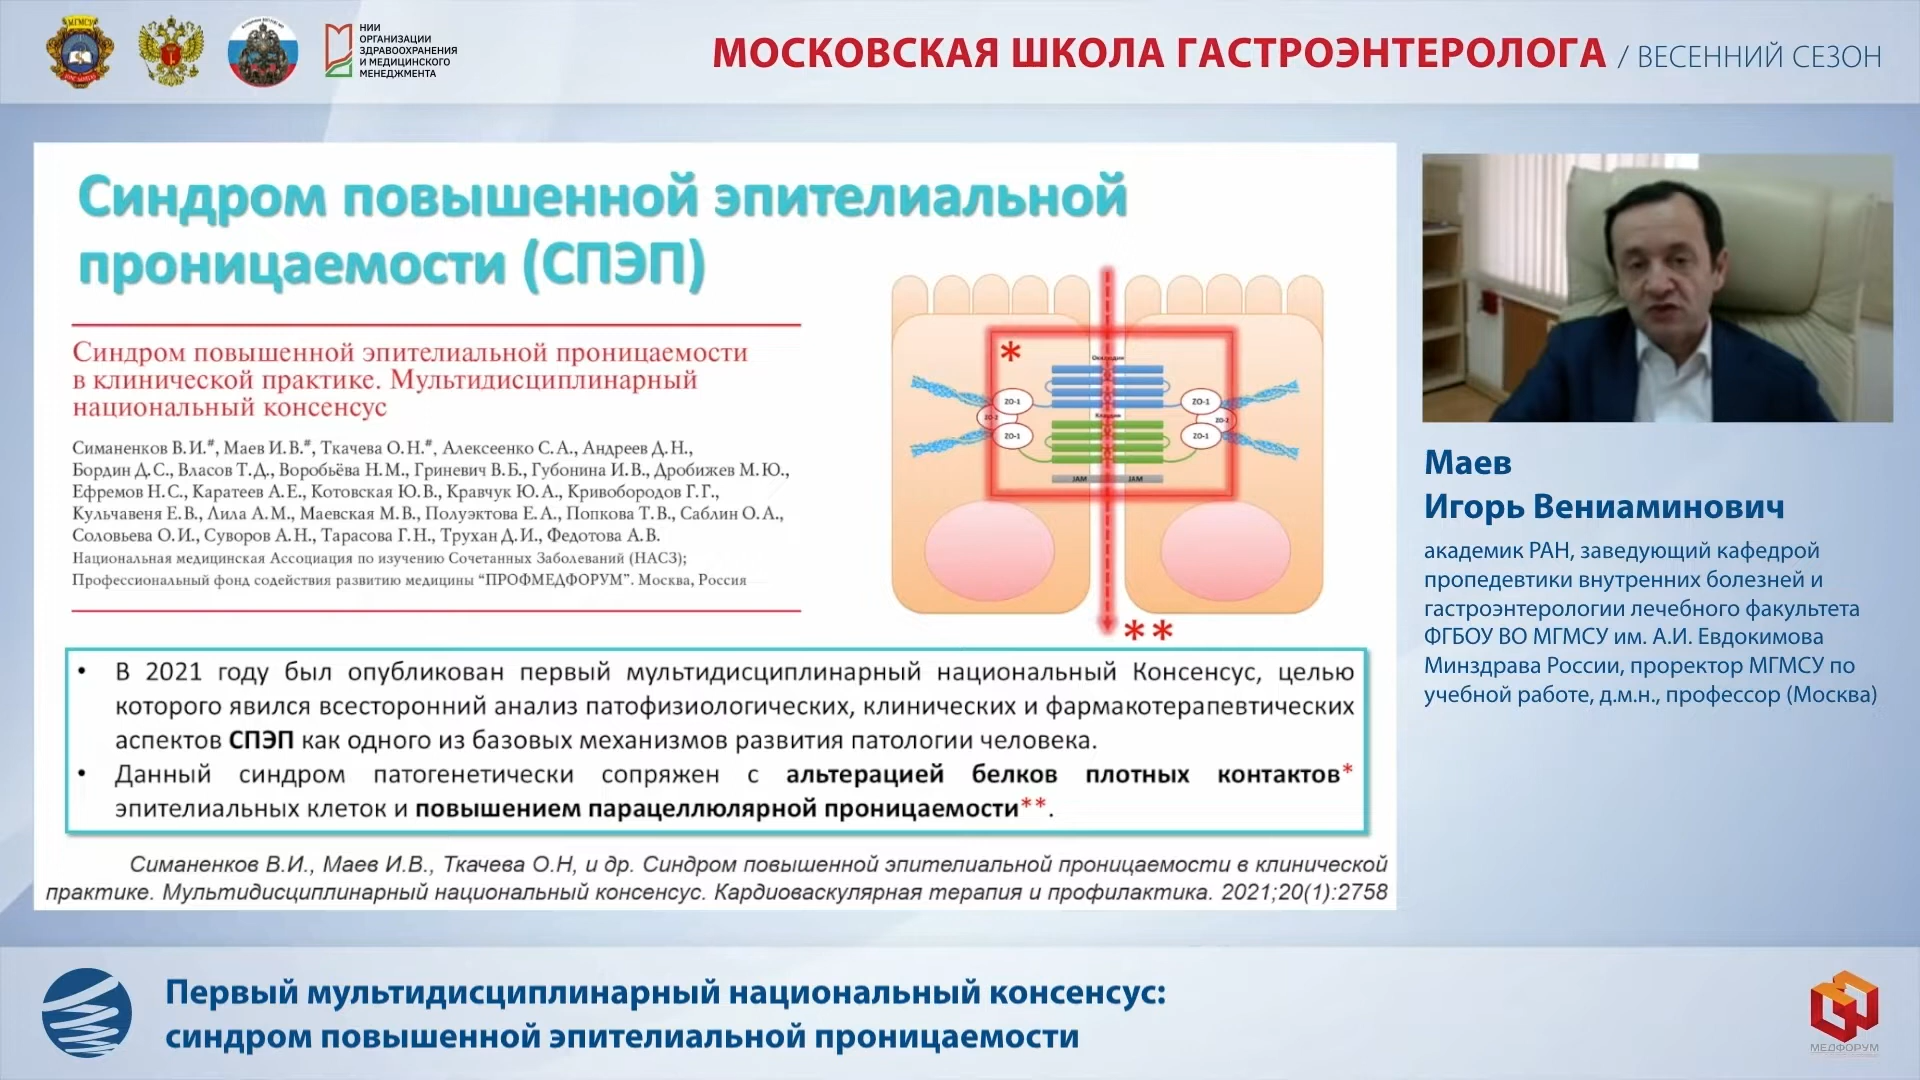 НИИ
ОРГАНИЗАЦИИ
ЗДРАВООХРАНЕНИЯ
И МЕДИЦИНСКОГО
МЕНЕДЖМЕНТА
МОСКОВСКАЯ ШКОЛА ГАСТРОЭНТЕРОЛОГА / ВЕСЕННИЙ СЕЗОН
Синдром повышенной эпителиальной
проницаемости (СПЭП)
Синдром повышенной эпителиальной проницаемости
в клинической практике. Мультидисциплинарный
национальный консенсус
Симаненков В.И.#, Маев И.В.#, Ткачева О.Н.#, Алексеенко С.А., Андреев Д.Н.,
Бордин Д.С., Власов Т.Д., Воробьёва Н.М., Гриневич В.Б., Губонина И.В., Дробижев М.Ю.,
Ефремов Н.С., Каратеев А.Е., Котовская Ю.В., Кравчук Ю.А., Кривобородов Г.Г.,
Кульчавеня Е.В., Лила А.М., Маевская М.В., Полуэктова Е.А., Попкова Т.В., Саблин О.А.,
Соловьева О.И., Суворов А.Н., Тарасова Г.Н., Трухан Д.И., Федотова А.В.
Национальная медицинская Ассоциация по изучению Сочетанных Заболеваний (НАСЗ);
Профессиональный фонд содействия развитию медицины “ПРОФМЕДФОРУМ”. Москва, Россия
*
Окклюдин
ZO-1 ZO-1
ZO-2 Клаудин ZO-2
ZO-1 ZO-1
JAM JAM
**
• В 2021 году был опубликован первый мультидисциплинарный национальный Консенсус, целью
которого явился всесторонний анализ патофизиологических, клинических и фармакотерапевтических
аспектов СПЭП как одного из базовых механизмов развития патологии человека.
• Данный синдром патогенетически сопряжен с альтерацией белков плотных контактов*
эпителиальных клеток и повышением парацеллюлярной проницаемости**.
Симаненков В.И., Маев И.В., Ткачева О.Н, и др. Синдром повышенной эпителиальной проницаемости в клинической
практике. Мультидисциплинарный национальный консенсус. Кардиоваскулярная терапия и профилактика. 2021;20(1):2758
Маев
Игорь Вениаминович
академик РАН, заведующий кафедрой
пропедевтики внутренних болезней и
гастроэнтерологии лечебного факультета
ФГБОУ ВО МГМСУ им. А.И. Евдокимова
Минздрава России, проректор МГМСУ по
учебной работе, д.м.н., профессор (Москва)
Первый мультидисциплинарный национальный консенсус:
синдром повышенной эпителиальной проницаемости
МЕДФОРУМ